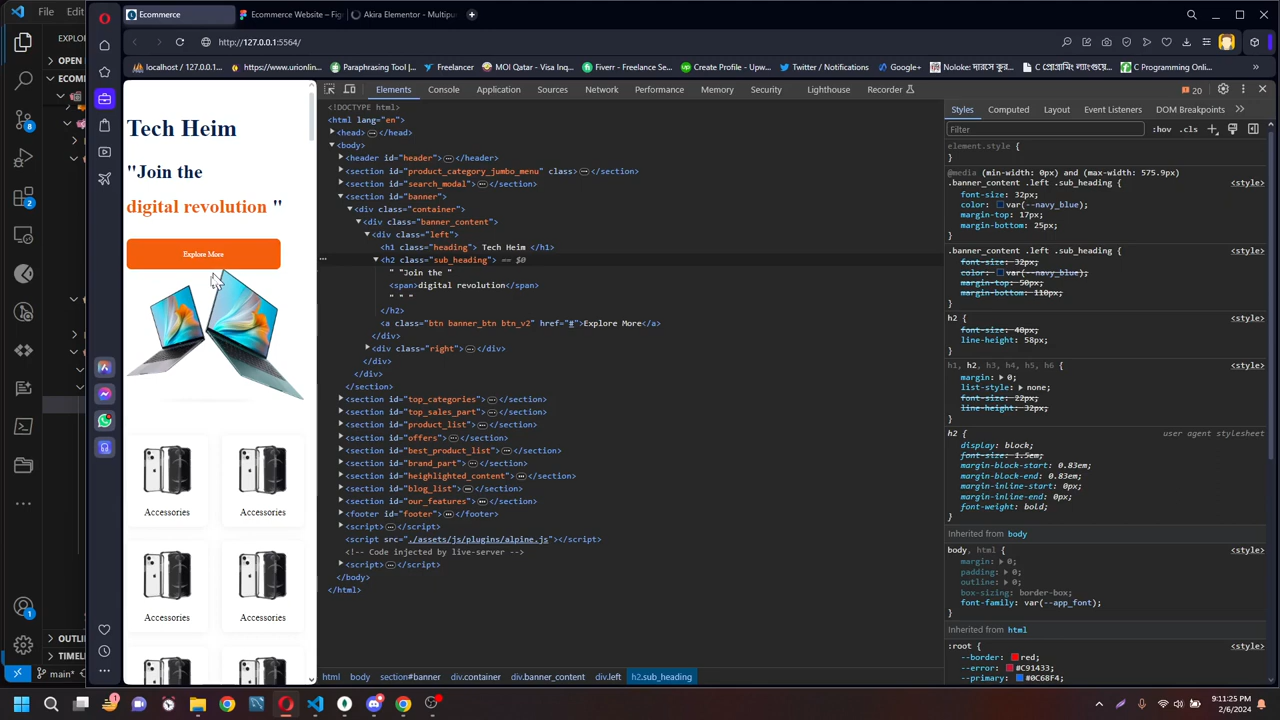 File
Edit
Ecommerce
Ecommerce Website – Fig
Akira Elementor - Multipu
http://127.0.0.1:5564/
localhost / 127.0.0....
https://www.urionlin...
Paraphrasing Tool |...
Freelancer
MOI Qatar - Visa Inq...
Fiverr - Freelance Se...
Create Profile - Upw...
Twitter / Notifications
Google+
C Programming Onl...
EXPLOR
OPEN
ECOMM
OUTLIN
TIMELIN
main*
Tech Heim
"Join the
digital revolution "
Explore More
Accessories
Accessories
Accessories
Accessories
Elements
Console
Application
Sources
Network
Performance
Memory
Security
Lighthouse
Recorder
20
<!DOCTYPE html>
<html lang="en">
<head> </head>
<body>
<header id="header"> </header>
<section id="product_category_jumbo_menu" class> </section>
<section id="search_modal"> </section>
<section id="banner">
<div class="container">
<div class="banner_content">
<div class="left">
<h1 class="heading"> Tech Heim </h1>
<h2 class="sub_heading"> == $0
" "Join the "
<span>digital revolution</span>
" " "
</h2>
<a class="btn banner_btn btn_v2" href="#">Explore More</a>
</div>
<div class="right"> </div>
</div>
</div>
</section>
<section id="top_categories"> </section>
<section id="top_sales_part"> </section>
<section id="product_list"> </section>
<section id="offers"> </section>
<section id="best_product_list"> </section>
<section id="brand_part"> </section>
<section id="heighlighted_content"> </section>
<section id="blog_list"> </section>
<section id="our_features"> </section>
<footer id="footer"> </footer>
<script> </script>
<script src="./assets/js/plugins/alpine.js"></script>
<!-- Code injected by live-server -->
<script> </script>
</body>
</html>
html body section#banner div.container div.banner_content div.left h2.sub_heading
Styles
Computed
Layout
Event Listeners
DOM Breakpoints
Filter
:hov .cls
element.style {
}
@media (min-width: 0px) and (max-width: 575.9px)
.banner_content .left .sub_heading { <style>
font-size: 32px;
color: var(--navy_blue);
margin-top: 17px;
margin-bottom: 25px;
}
.banner_content .left .sub_heading { <style>
font-size: 32px;
color: var(--navy_blue);
margin-top: 50px;
margin-bottom: 110px;
}
h2 { <style>
font-size: 40px;
line-height: 58px;
}
h1, h2, h3, h4, h5, h6 { <style>
margin: 0;
list-style: none;
font-size: 22px;
line-height: 32px;
}
h2 { user agent stylesheet
display: block;
font-size: 1.5em;
margin-block-start: 0.83em;
margin-block-end: 0.83em;
margin-inline-start: 0px;
margin-inline-end: 0px;
font-weight: bold;
}
Inherited from body
body, html { <style>
margin: 0;
padding: 0;
outline: 0;
box-sizing: border-box;
font-family: var(--app_font);
}
Inherited from html
:root { <style>
--border: red;
--error: #C91433;
--primary: #0C68F4;
9:11:25 PM
2/6/2024